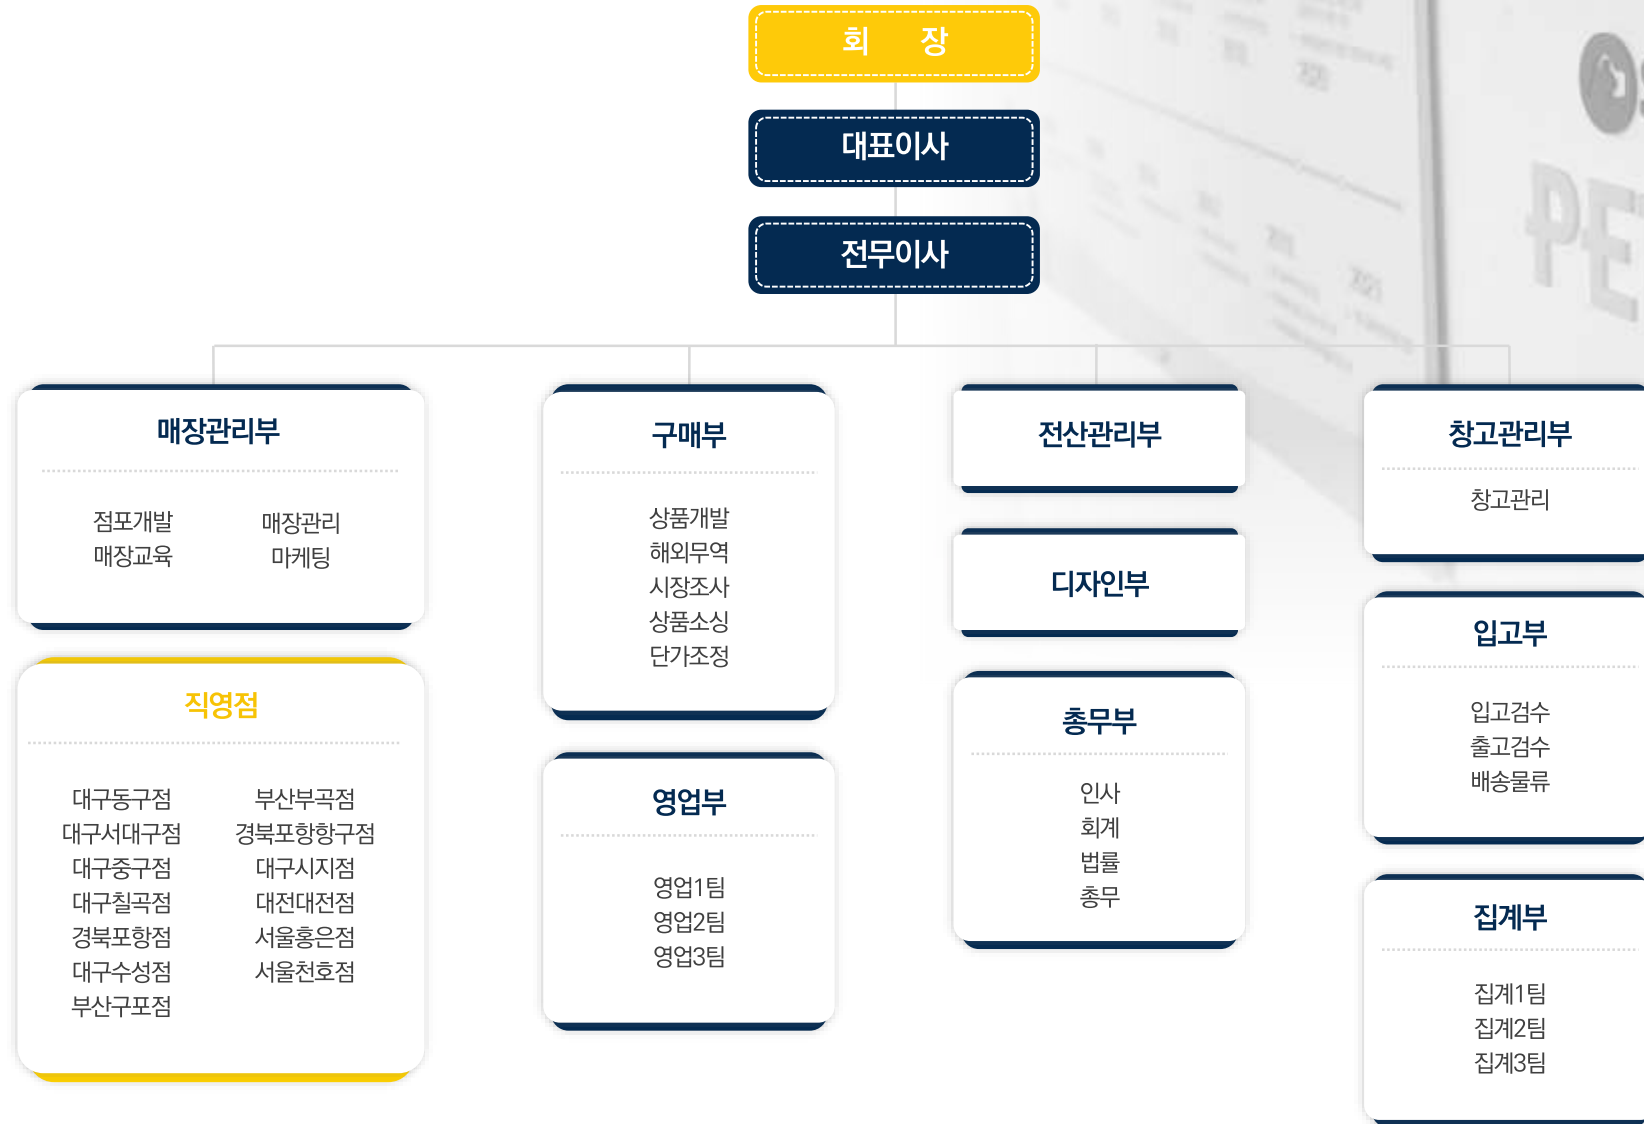 회 장
대표이사
전무이사
매장관리부
점포개발 매장관리
매장교육 마케팅
직영점
대구동구점 부산부곡점
대구서대구점 경북포항항구점
대구중구점 대구시지점
대구칠곡점 대전대전점
경북포항점 서울홍은점
대구수성점 서울천호점
부산구포점
구매부
상품개발
해외무역
시장조사
상품소싱
단가조정
영업부
영업1팀
영업2팀
영업3팀
전산관리부
디자인부
총무부
인사
회계
법률
총무
창고관리부
창고관리
입고부
입고검수
출고검수
배송물류
집계부
집계1팀
집계2팀
집계3팀
PE